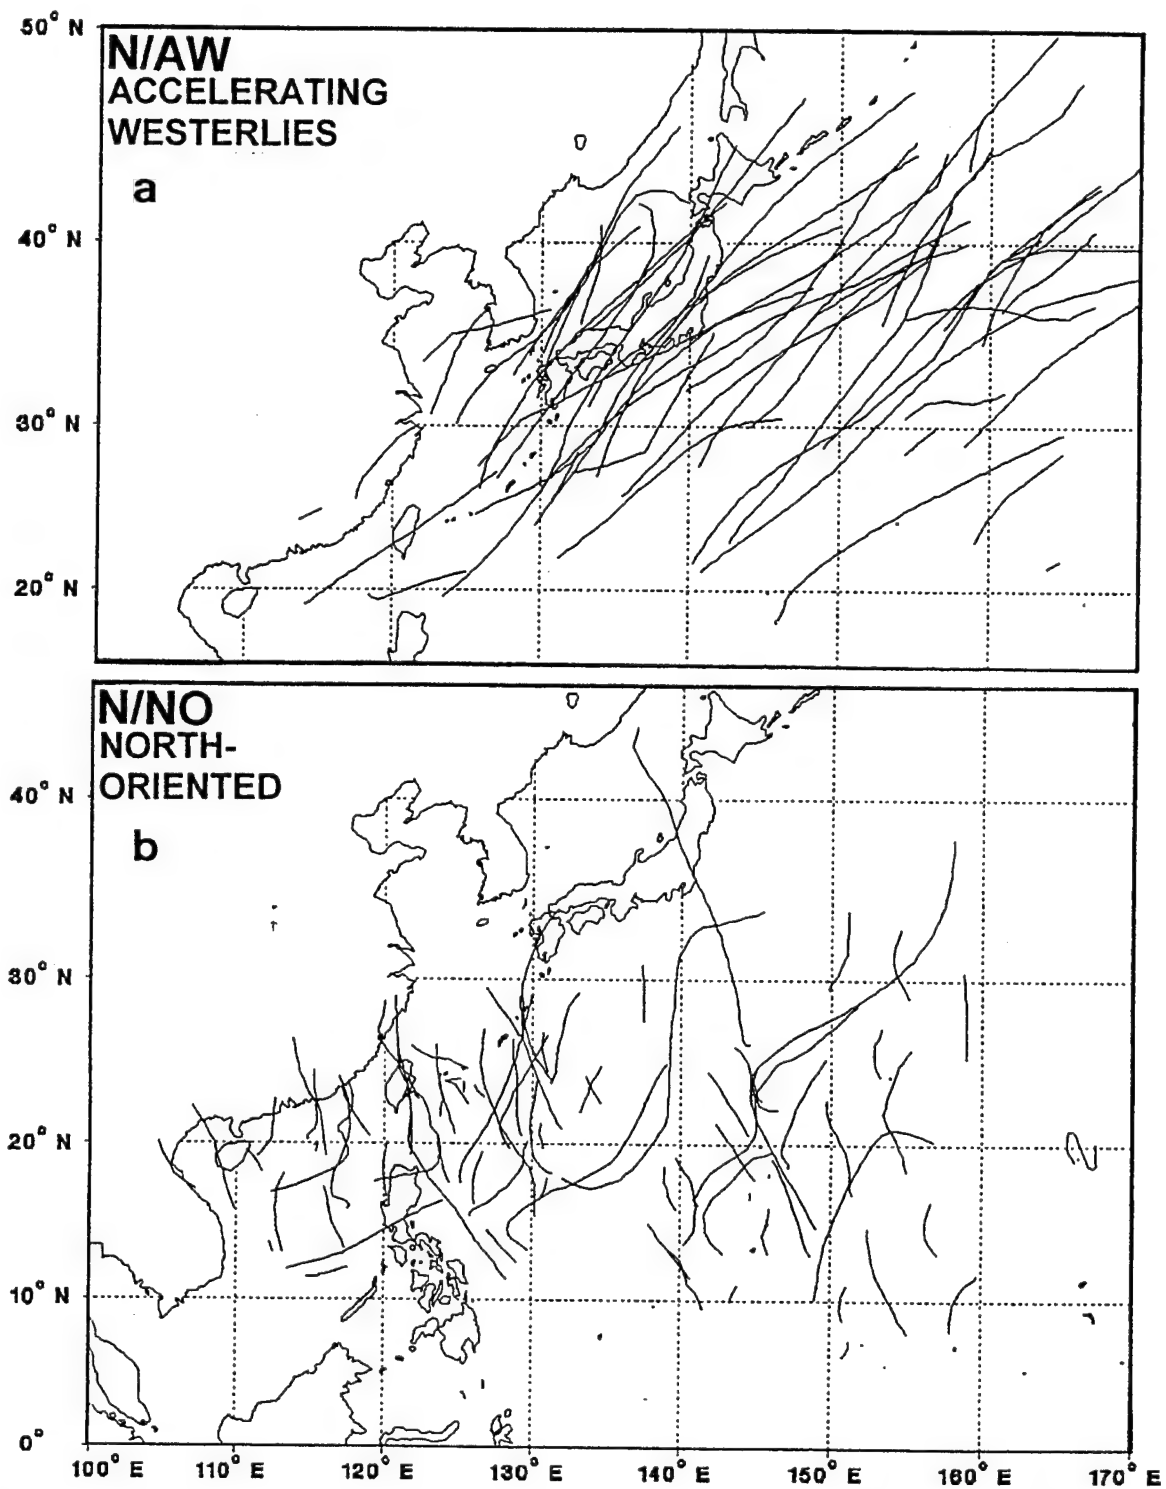 50° N
N/AW
ACCELERATING
WESTERLIES
a
40° N
30° N
20° N
N/NO
NORTH-
ORIENTED
40° N
b
30° N
20° N
10° N
0°
100° E 110° E 120° E 130° E 140° E 150° E 160° E 170° E